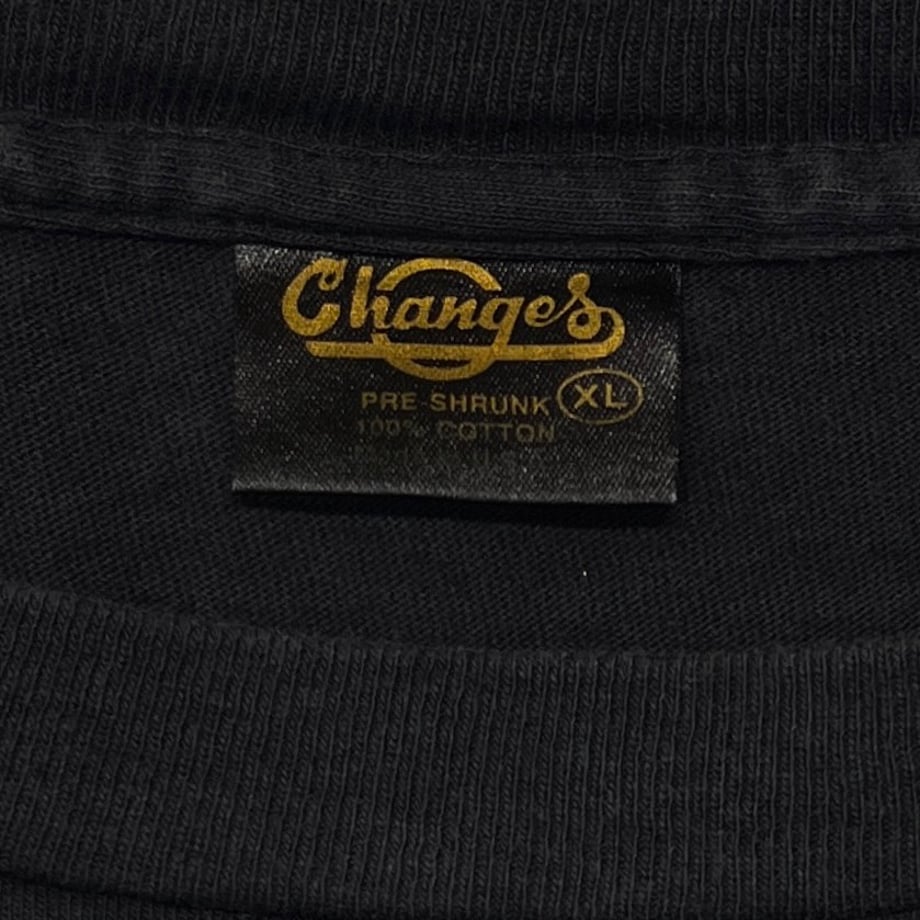 Changes
PRE-SHRUNK XL
100% COTTON